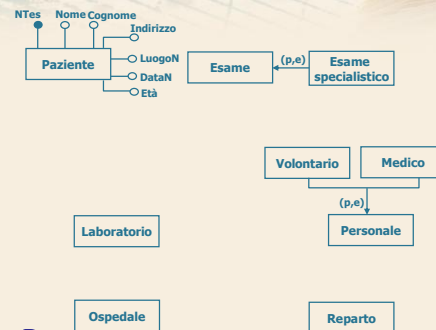 NTes Nome Cognome
Indirizzo
LuogoN
DataN
Età
Paziente
Esame
(p,e)
Esame
specialistico
Volontario
Medico
(p,e)
Personale
Laboratorio
Ospedale
Reparto